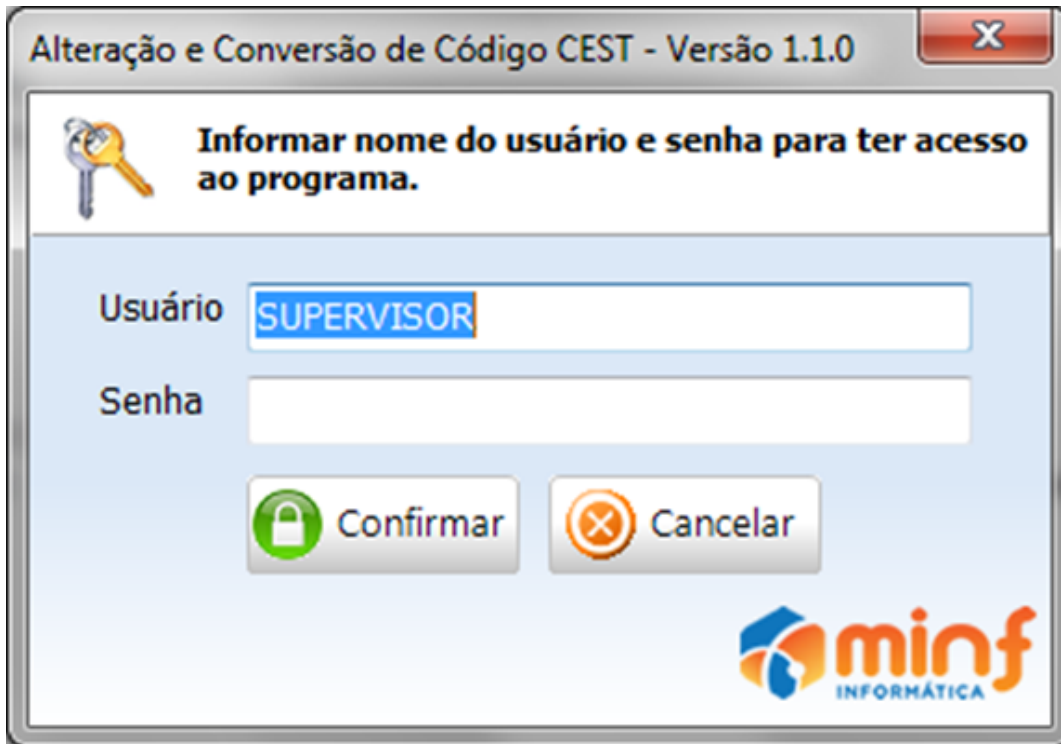 Alteração e Conversão de Código CEST - Versão 1.1.0
Informar nome do usuário e senha para ter acesso
ao programa.
Usuário
SUPERVISOR
Senha
Confirmar
Cancelar
minf
INFORMÁTICA